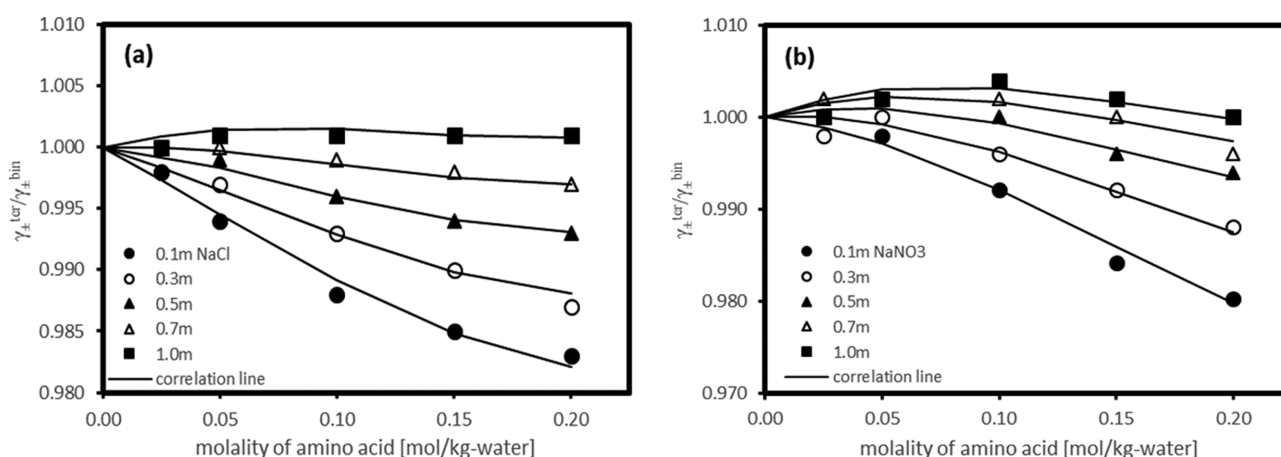 (a)
1.010
1.005
1.000
0.995
0.990
0.985
0.980
γ±ᵗᵉʳ/γ±ᵇⁱⁿ
0.1m NaCl
0.3m
0.5m
0.7m
1.0m
correlation line
0.00 0.05 0.10 0.15 0.20
molality of amino acid [mol/kg-water]
(b)
1.010
1.000
0.990
0.980
0.970
γ±ᵗᵉʳ/γ±ᵇⁱⁿ
0.1m NaNO3
0.3m
0.5m
0.7m
1.0m
correlation line
0.00 0.05 0.10 0.15 0.20
molality of amino acid [mol/kg-water]